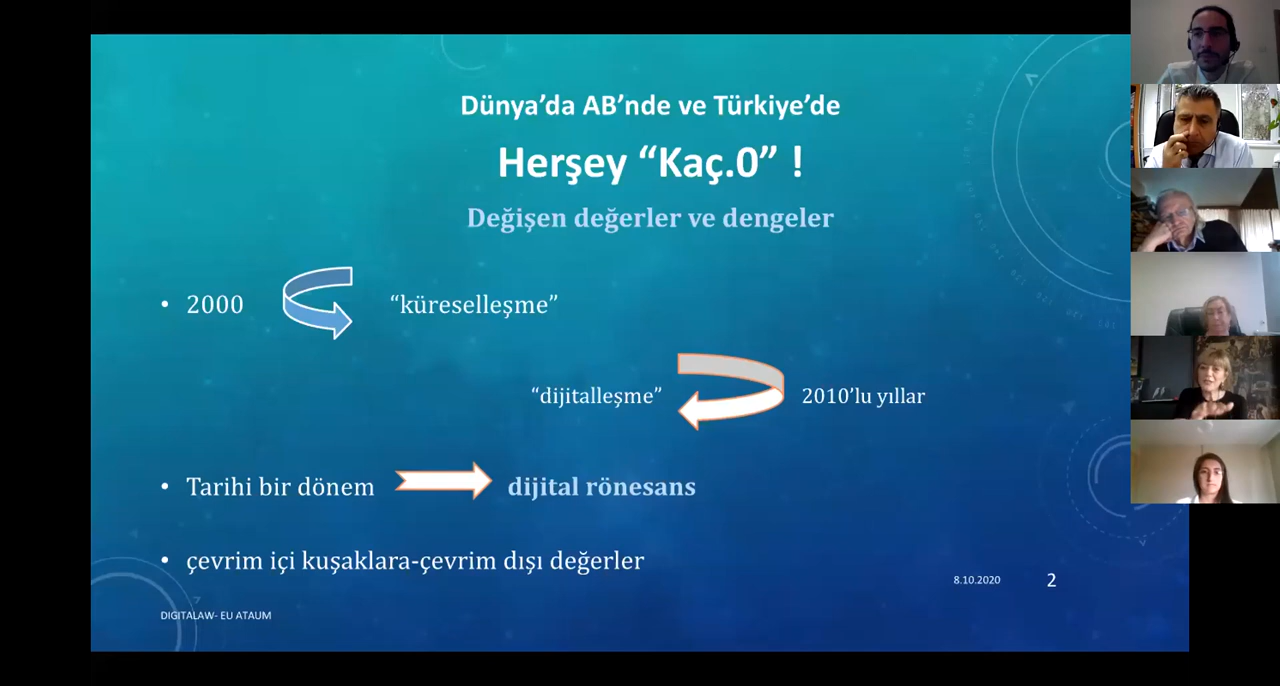 Dünya’da AB’nde ve Türkiye’de
Herşey “Kaç.0” !
Değişen değerler ve dengeler
• 2000 “küreselleşme”
“dijitalleşme” 2010’lu yıllar
• Tarihi bir dönem dijital rönesans
• çevrim içi kuşaklara-çevrim dışı değerler
8.10.2020 2
DIGITALAW- EU ATAUM